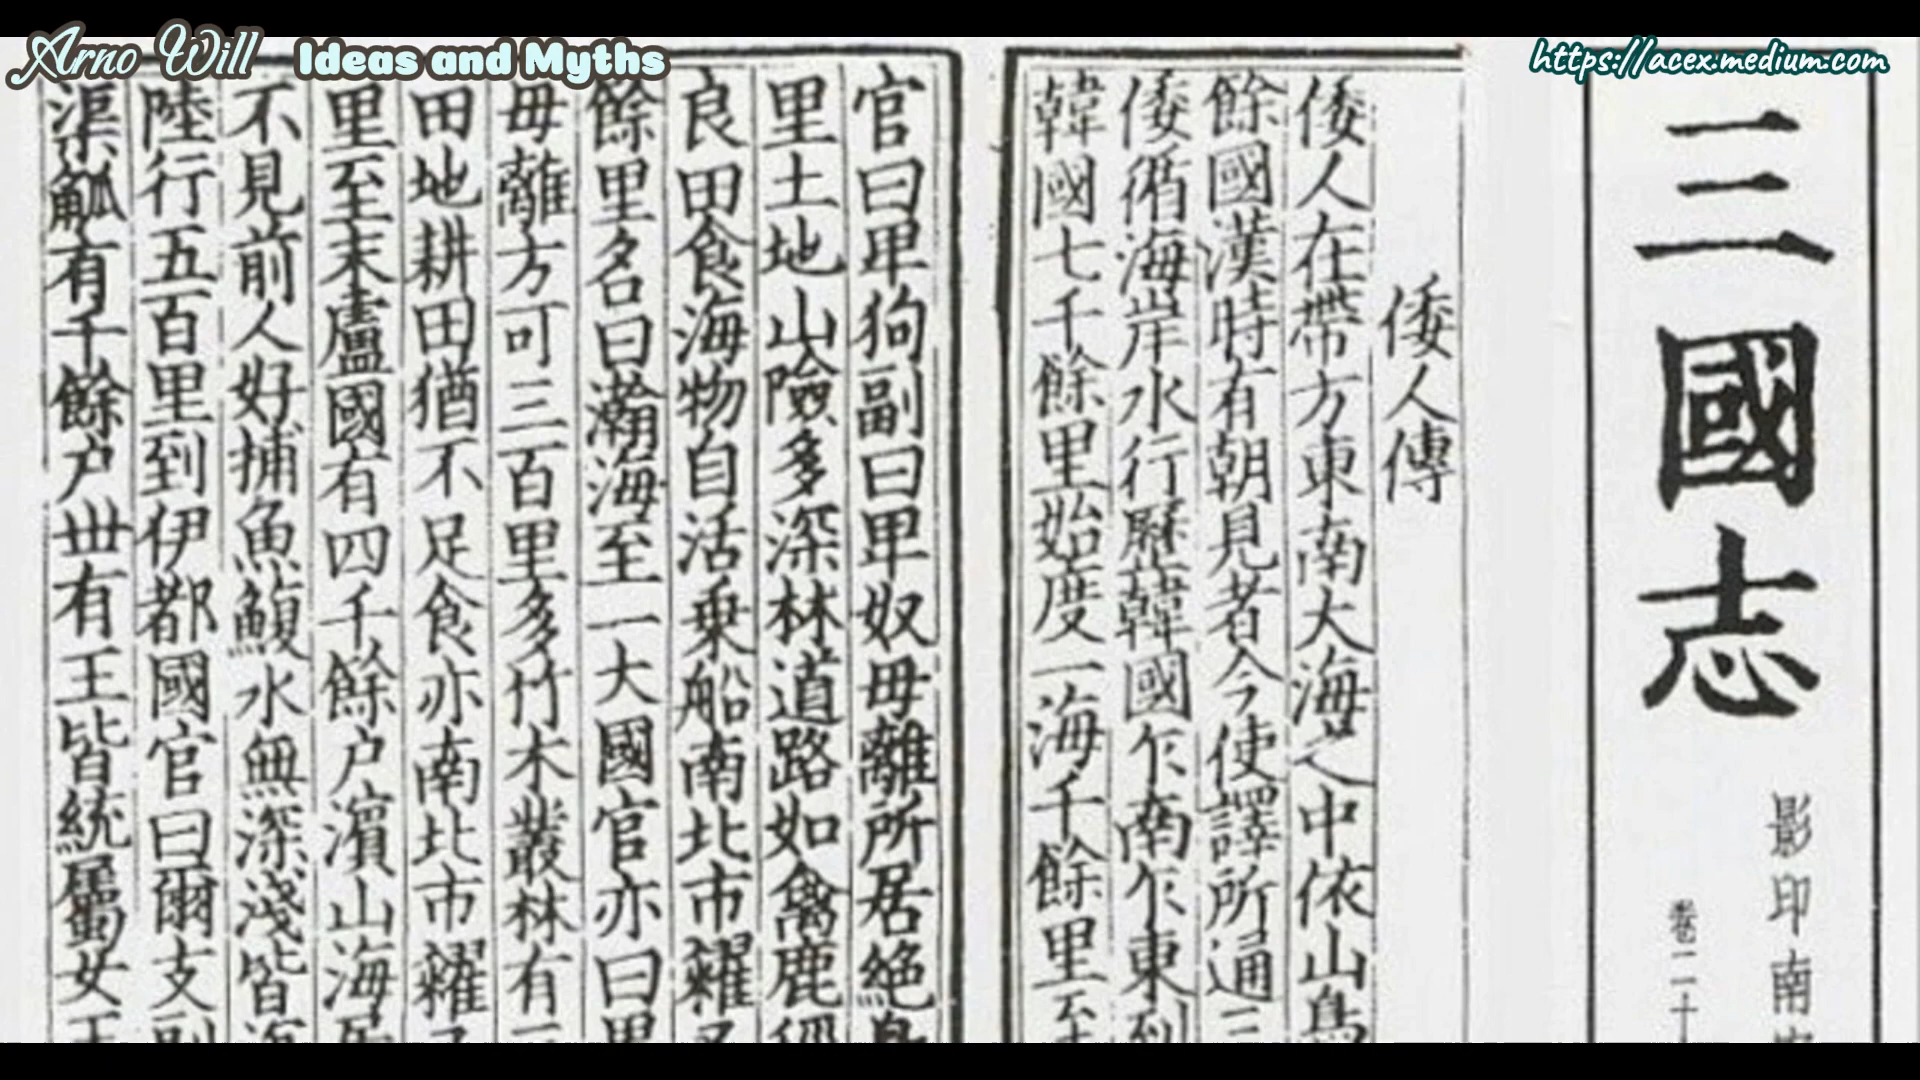 Arno Will
Ideas and Myths
https://acex.medium.com
三國志
影印南
卷二十
倭人傳
倭人在帶方東南大海之中依山島
餘國漢時有朝見者今使譯所通三
倭循海岸水行歷韓國乍南乍東到
韓國七千餘里始度一海千餘里至
官曰卑狗副曰卑奴毋離所居絶島
里土地山險多深林道路如禽鹿徑
良田食海物自活乗船南北市糴又
餘里名曰瀚海至一大國官亦曰卑
毋離方可三百里多竹木叢林有三
田地耕田猶不足食亦南北市糴又
里至末盧國有四千餘户濱山海居
不見前人好捕魚鰒水無深淺皆沉
陸行五百里到伊都國官曰爾支副
渠觚有千餘户丗有王皆統屬女王